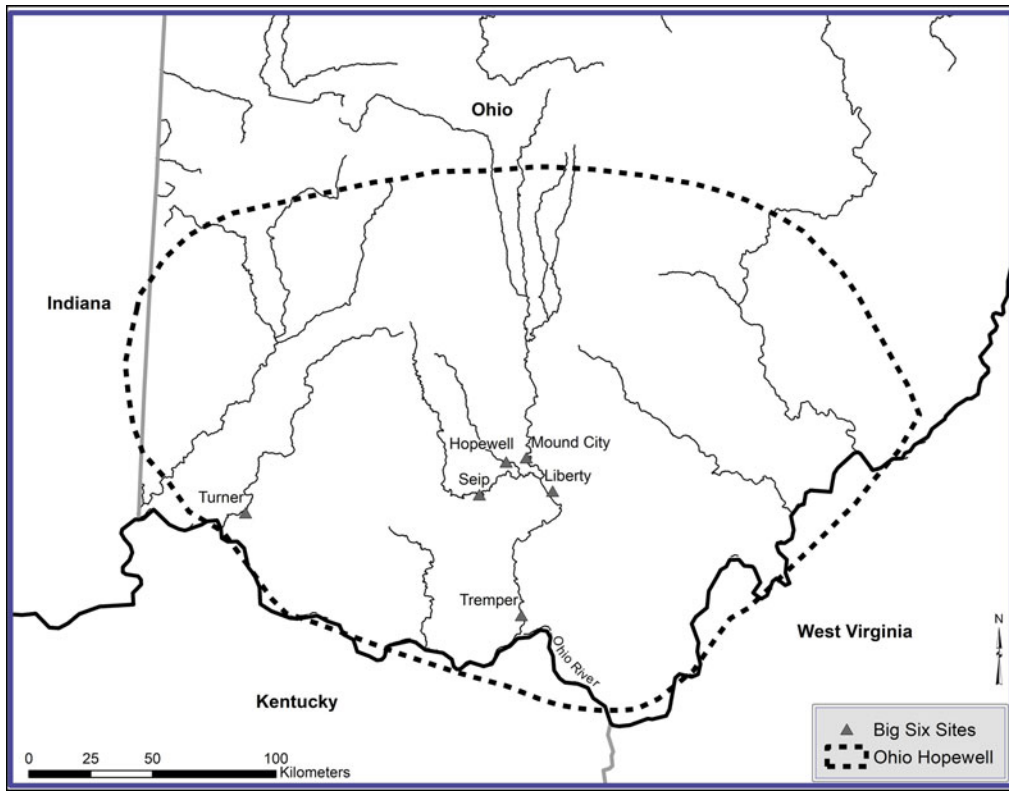 Ohio
Indiana
Hopewell
Mound City
Seip
Liberty
Turner
Tremper
Ohio River
West Virginia
N
Kentucky
Big Six Sites
Ohio Hopewell
0 25 50 100
Kilometers